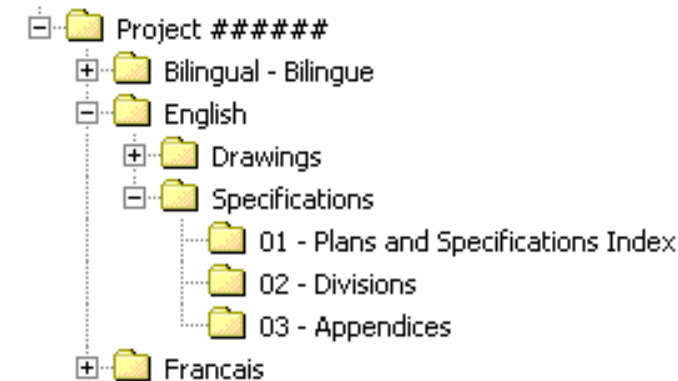 Project ######
Bilingual - Bilingue
English
Drawings
Specifications
01 - Plans and Specifications Index
02 - Divisions
03 - Appendices
Francais